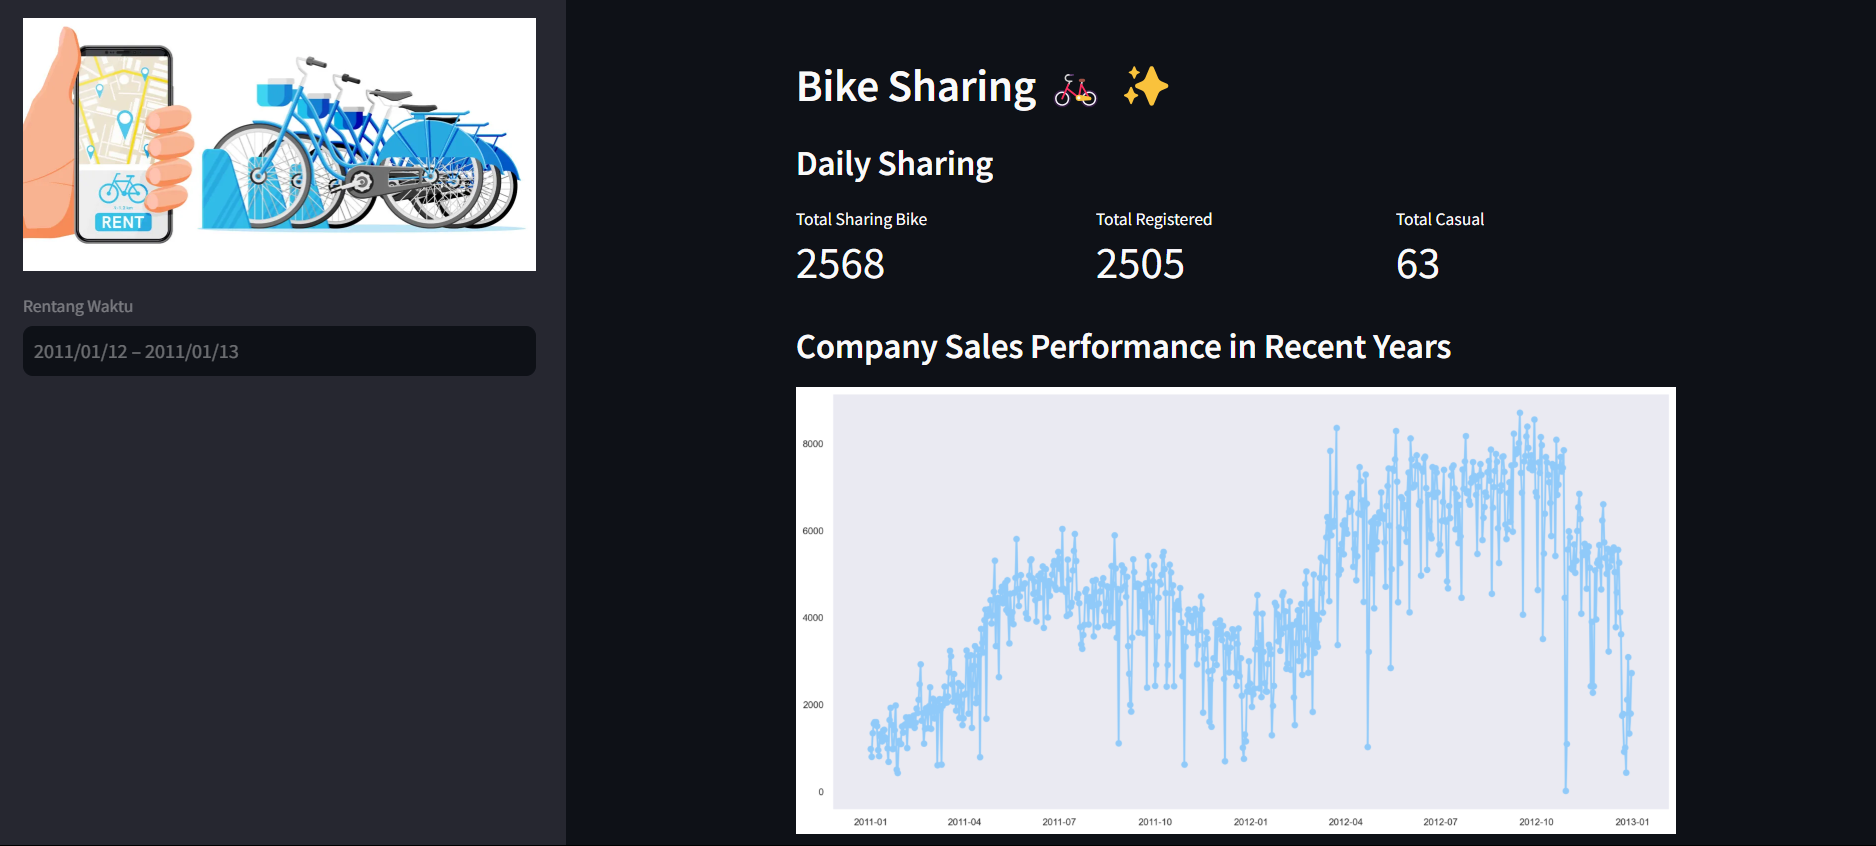 RENT
Rentang Waktu
2011/01/12 – 2011/01/13
Bike Sharing 🚲 ✨
Daily Sharing
Total Sharing Bike
2568
Total Registered
2505
Total Casual
63
Company Sales Performance in Recent Years
8000
6000
4000
2000
0
2011-01 2011-04 2011-07 2011-10 2012-01 2012-04 2012-07 2012-10 2013-01